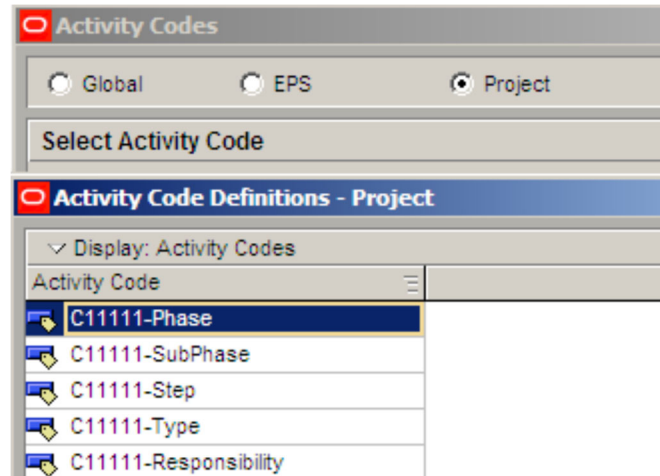 Activity Codes
Global EPS Project
Select Activity Code
Activity Code Definitions - Project
Display: Activity Codes
Activity Code
C11111-Phase
C11111-SubPhase
C11111-Step
C11111-Type
C11111-Responsibility